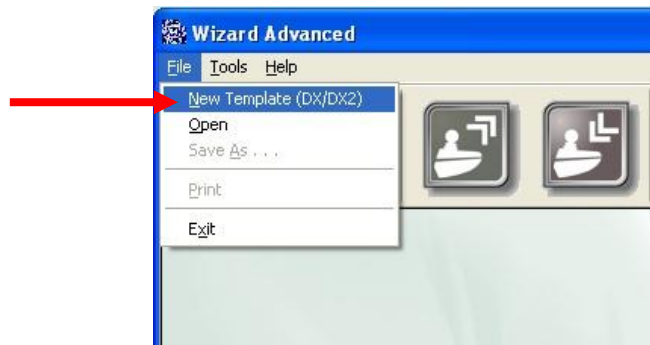 Wizard Advanced
File Tools Help
New Template (DX/DX2)
Open
Save As . . .
Print
Exit